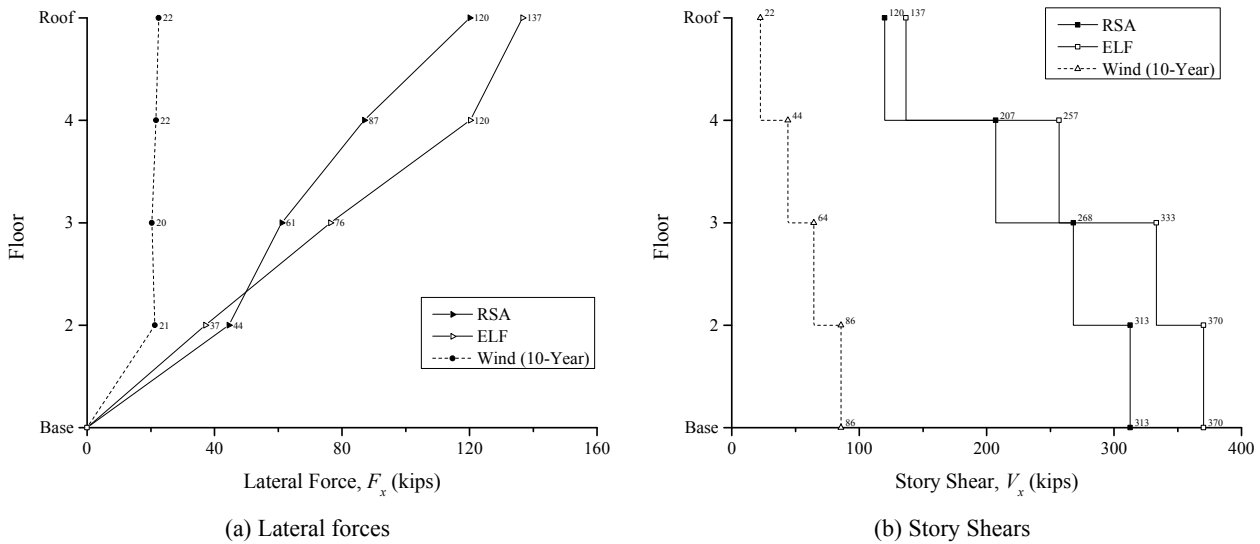 Roof
4
3
2
Base
Floor
22
120
137
22
87
120
20
61
76
21
37
44
RSA
ELF
Wind (10-Year)
0
40
80
120
160
Lateral Force, Fx (kips)
(a) Lateral forces
Roof
4
3
2
Base
Floor
22
120
137
44
207
257
64
268
333
86
313
370
86
313
370
RSA
ELF
Wind (10-Year)
0
100
200
300
400
Story Shear, Vx (kips)
(b) Story Shears